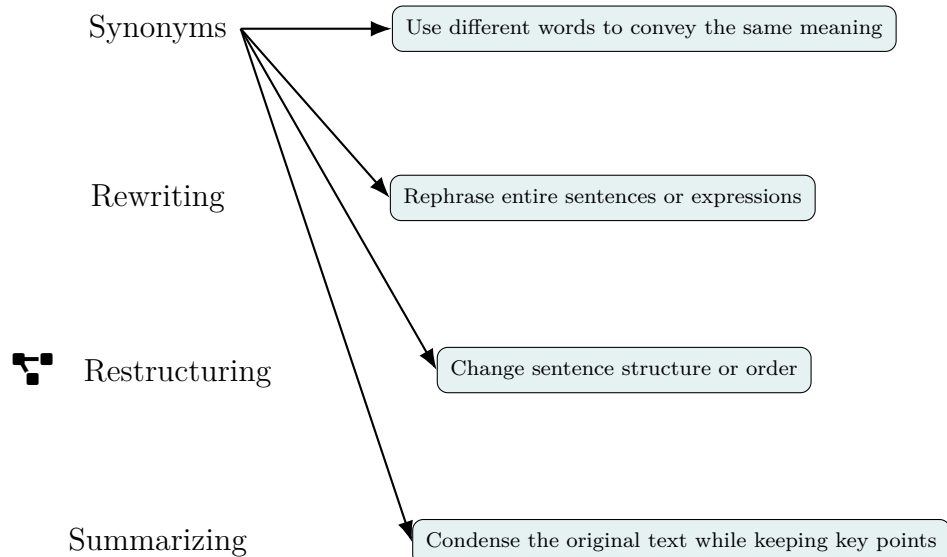 Synonyms
Use different words to convey the same meaning
Rewriting
Rephrase entire sentences or expressions
Restructuring
Change sentence structure or order
Summarizing
Condense the original text while keeping key points